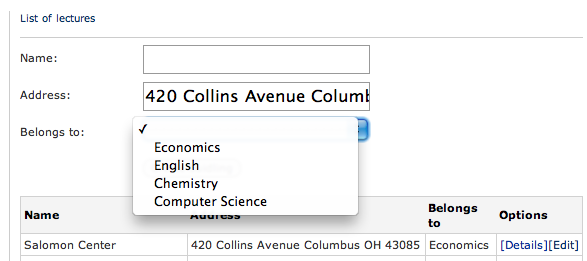 List of lectures
Name:
Address: 420 Collins Avenue Columb
Belongs to: ✓
Economics
English
Chemistry
Computer Science
Name Address Belongs to Options
Salomon Center 420 Collins Avenue Columbus OH 43085 Economics [Details][Edit]